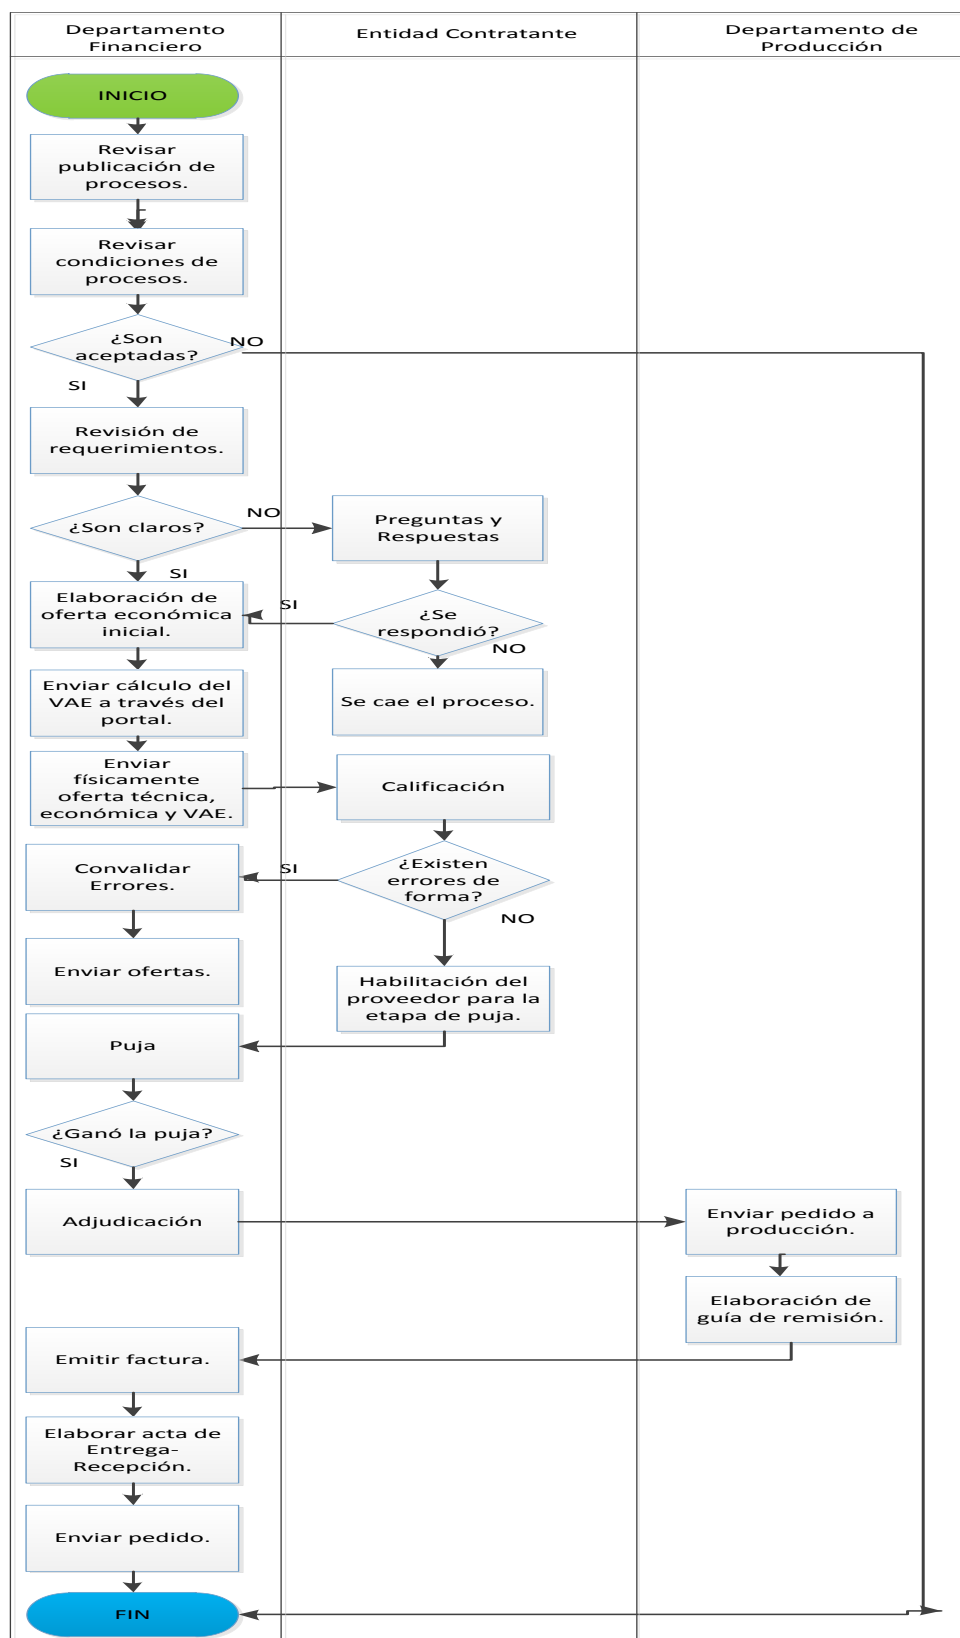 Departamento
Financiero
Entidad Contratante
Departamento de
Producción
INICIO
Revisar
publicación de
procesos.
Revisar
condiciones de
procesos.
¿Son
aceptadas?
NO
SI
Revisión de
requerimientos.
¿Son claros?
NO
Preguntas y
Respuestas
SI
Elaboración de
oferta económica
inicial.
SI
¿Se
respondió?
NO
Enviar cálculo del
VAE a través del
portal.
Se cae el proceso.
Enviar
físicamente
oferta técnica,
económica y VAE.
Calificación
Convalidar
Errores.
SI
¿Existen
errores de
forma?
NO
Enviar ofertas.
Habilitación del
proveedor para la
etapa de puja.
Puja
¿Ganó la puja?
SI
Adjudicación
Enviar pedido a
producción.
Elaboración de
guía de remisión.
Emitir factura.
Elaborar acta de
Entrega-
Recepción.
Enviar pedido.
FIN